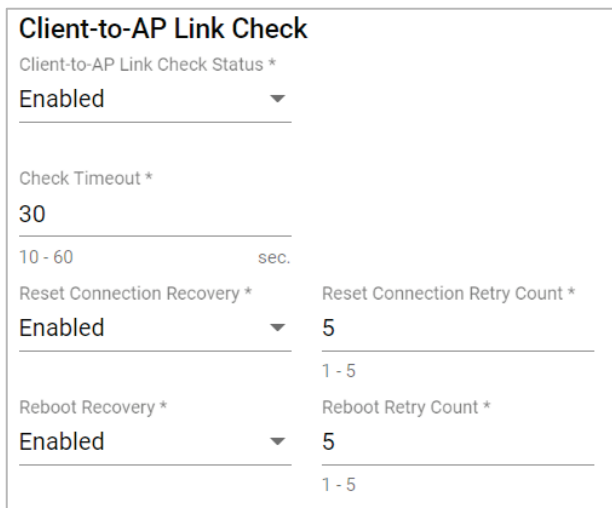 Client-to-AP Link Check
Client-to-AP Link Check Status *
Enabled
Check Timeout *
30
10 - 60 sec.
Reset Connection Recovery * Reset Connection Retry Count *
Enabled 5
1 - 5
Reboot Recovery * Reboot Retry Count *
Enabled 5
1 - 5